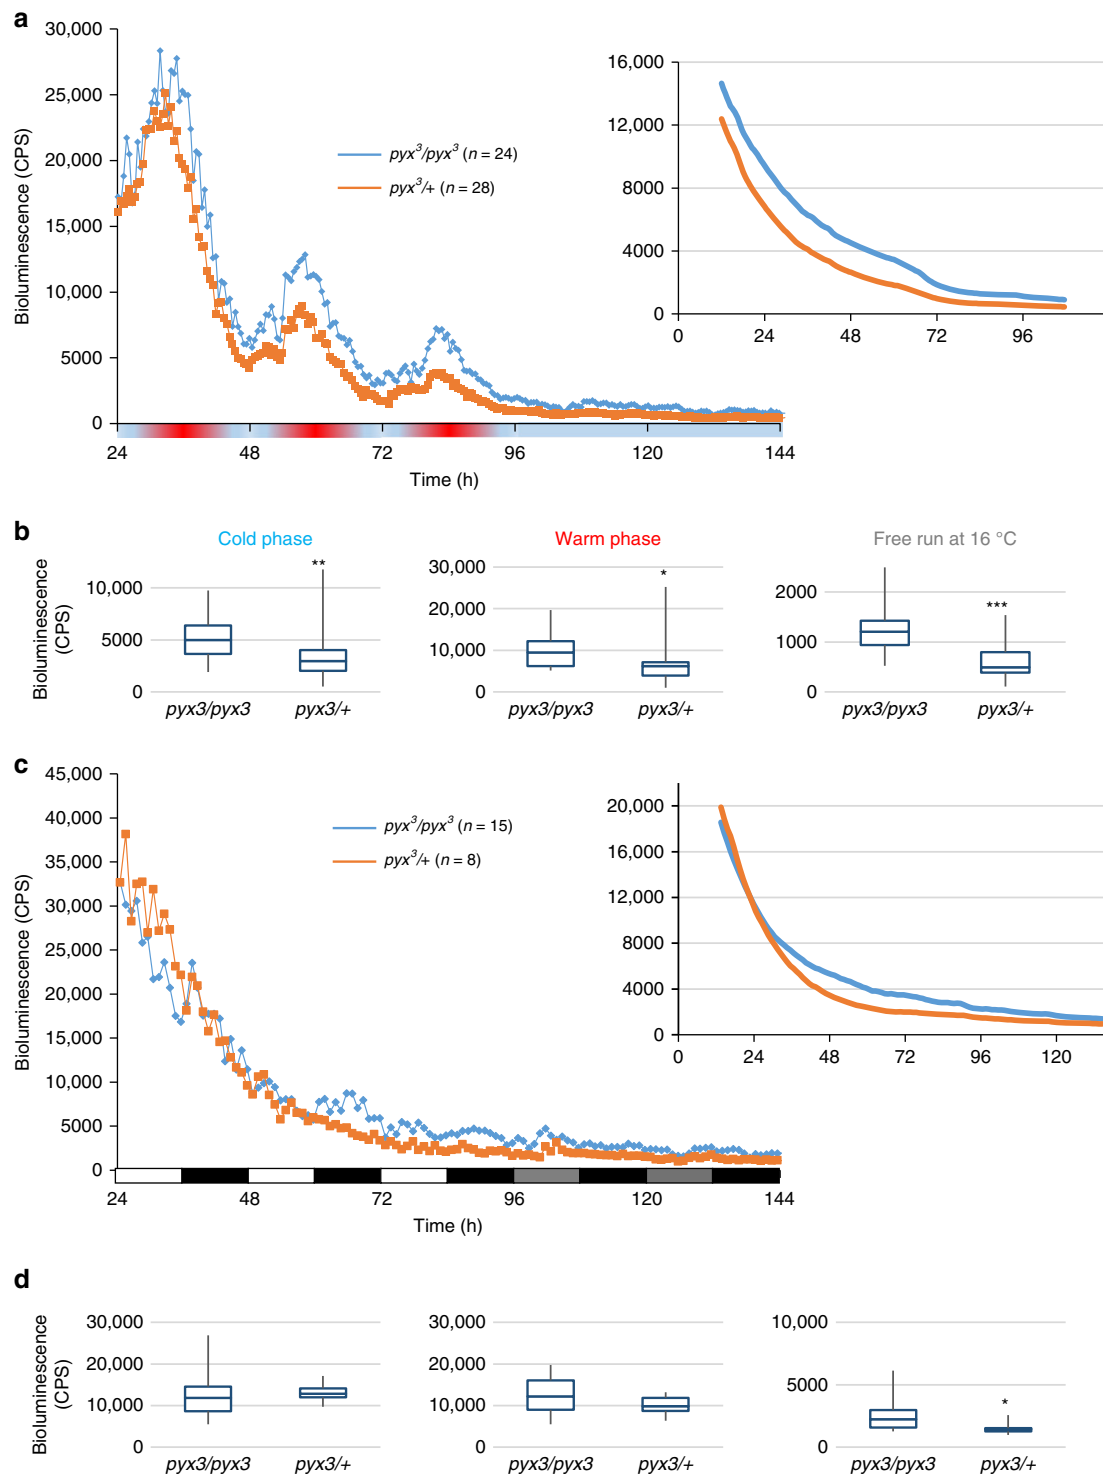 a
30,000
25,000
20,000
15,000
10,000
5000
0
Bioluminescence (CPS)
pyx³/pyx³ (n = 24)
pyx³/+ (n = 28)
24 48 72 96 120 144
Time (h)
16,000
12,000
8000
4000
0
0 24 48 72 96
b
Cold phase
Warm phase
Free run at 16 °C
Bioluminescence
(CPS)
10,000
5000
0
**
pyx3/pyx3 pyx3/+
30,000
20,000
10,000
0
*
pyx3/pyx3 pyx3/+
2000
1000
0
***
pyx3/pyx3 pyx3/+
c
45,000
40,000
35,000
30,000
25,000
20,000
15,000
10,000
5000
0
Bioluminescence (CPS)
pyx³/pyx³ (n = 15)
pyx³/+ (n = 8)
24 48 72 96 120 144
Time (h)
20,000
16,000
12,000
8000
4000
0
0 24 48 72 96 120
d
Bioluminescence
(CPS)
30,000
20,000
10,000
0
pyx3/pyx3 pyx3/+
30,000
20,000
10,000
0
pyx3/pyx3 pyx3/+
10,000
5000
0
*
pyx3/pyx3 pyx3/+